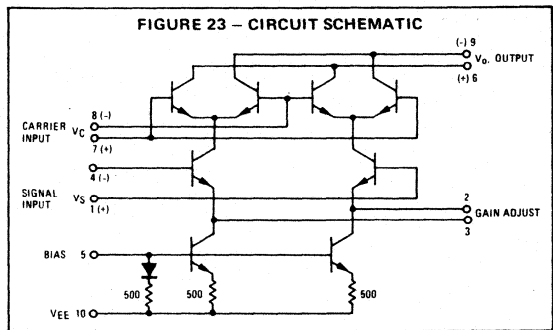 FIGURE 23 – CIRCUIT SCHEMATIC
(-) 9
Vo, OUTPUT
(+) 6
8 (-)
CARRIER INPUT VC
7 (+)
4 (-)
SIGNAL INPUT VS
1 (+)
2
GAIN ADJUST
3
BIAS 5
500
500
500
VEE 10